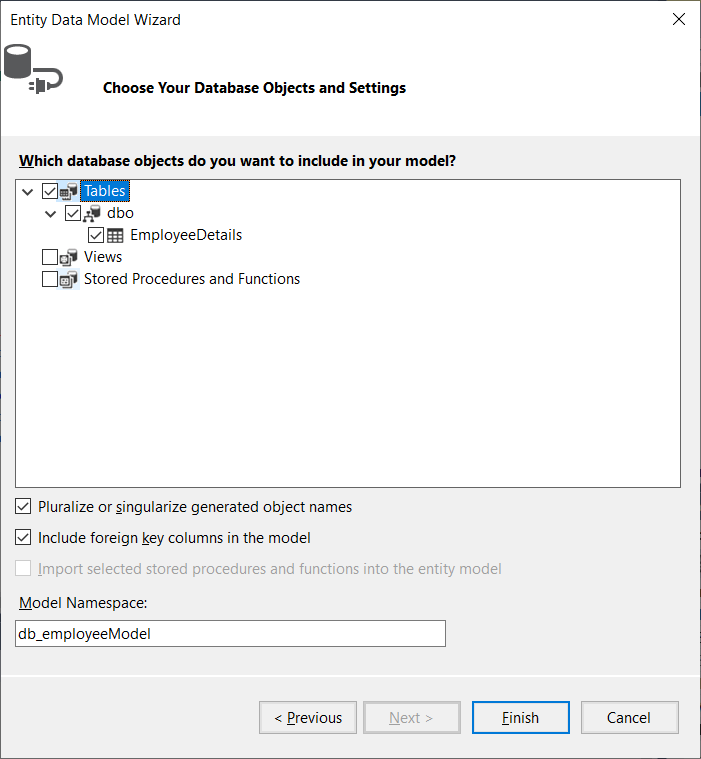 Entity Data Model Wizard
Choose Your Database Objects and Settings
Which database objects do you want to include in your model?
Tables
dbo
EmployeeDetails
Views
Stored Procedures and Functions
Pluralize or singularize generated object names
Include foreign key columns in the model
Import selected stored procedures and functions into the entity model
Model Namespace:
db_employeeModel
< Previous
Next >
Finish
Cancel